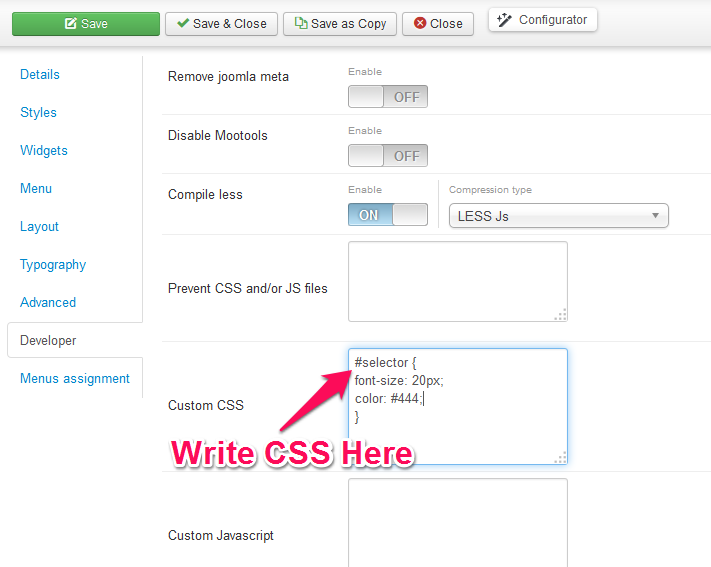 Save
Save & Close
Save as Copy
Close
Configurator
Details
Styles
Widgets
Menu
Layout
Typography
Advanced
Developer
Menus assignment
Remove joomla meta
Enable
OFF
Disable Mootools
Enable
OFF
Compile less
Enable
ON
Compression type
LESS Js
Prevent CSS and/or JS files
Custom CSS
#selector {
font-size: 20px;
color: #444;
}
Write CSS Here
Custom Javascript